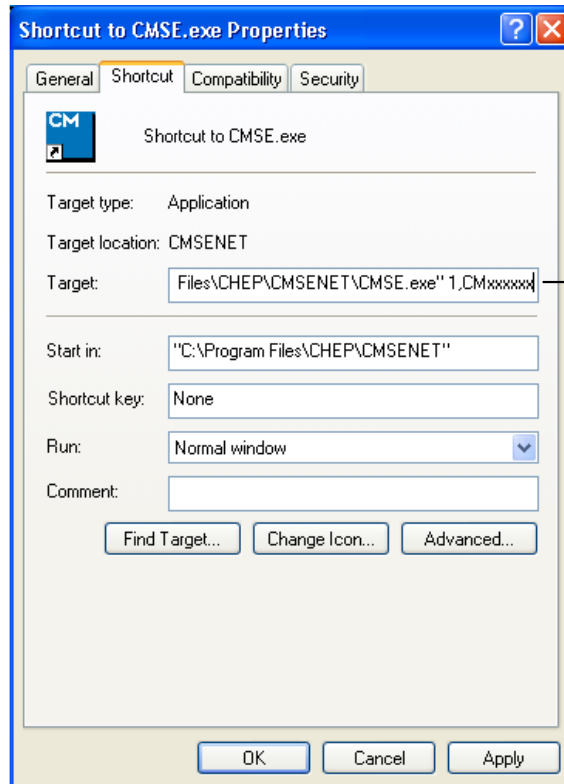 Shortcut to CMSE.exe Properties
General Shortcut Compatibility Security
CM
Shortcut to CMSE.exe
Target type: Application
Target location: CMSENET
Target: Files\CHEP\CMSENET\CMSE.exe" 1,CMxxxxxx
Start in: "C:\Program Files\CHEP\CMSENET"
Shortcut key: None
Run: Normal window
Comment:
Find Target... Change Icon... Advanced...
OK Cancel Apply